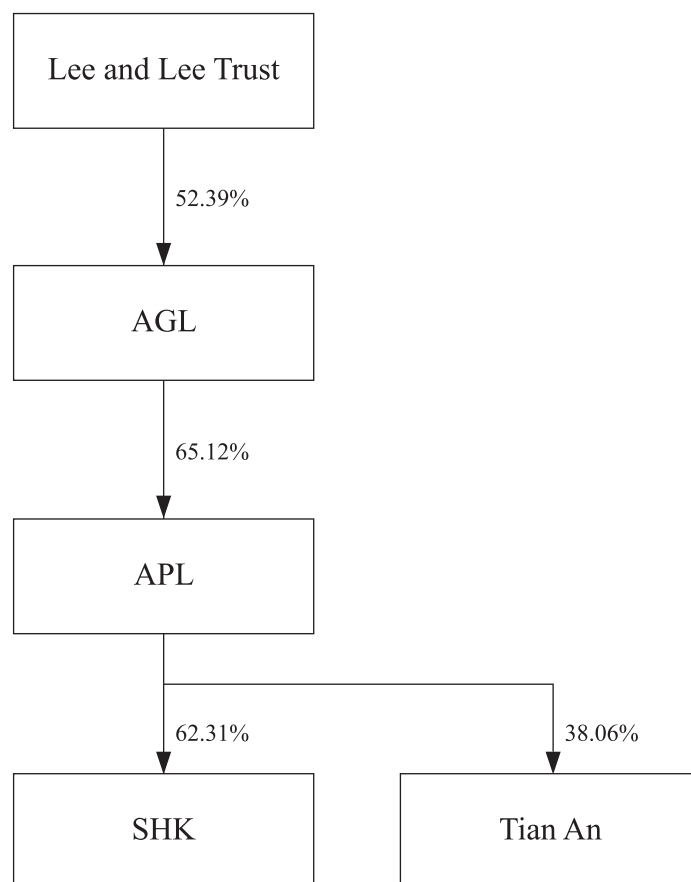 Lee and Lee Trust
52.39%
AGL
65.12%
APL
62.31%
38.06%
SHK
Tian An